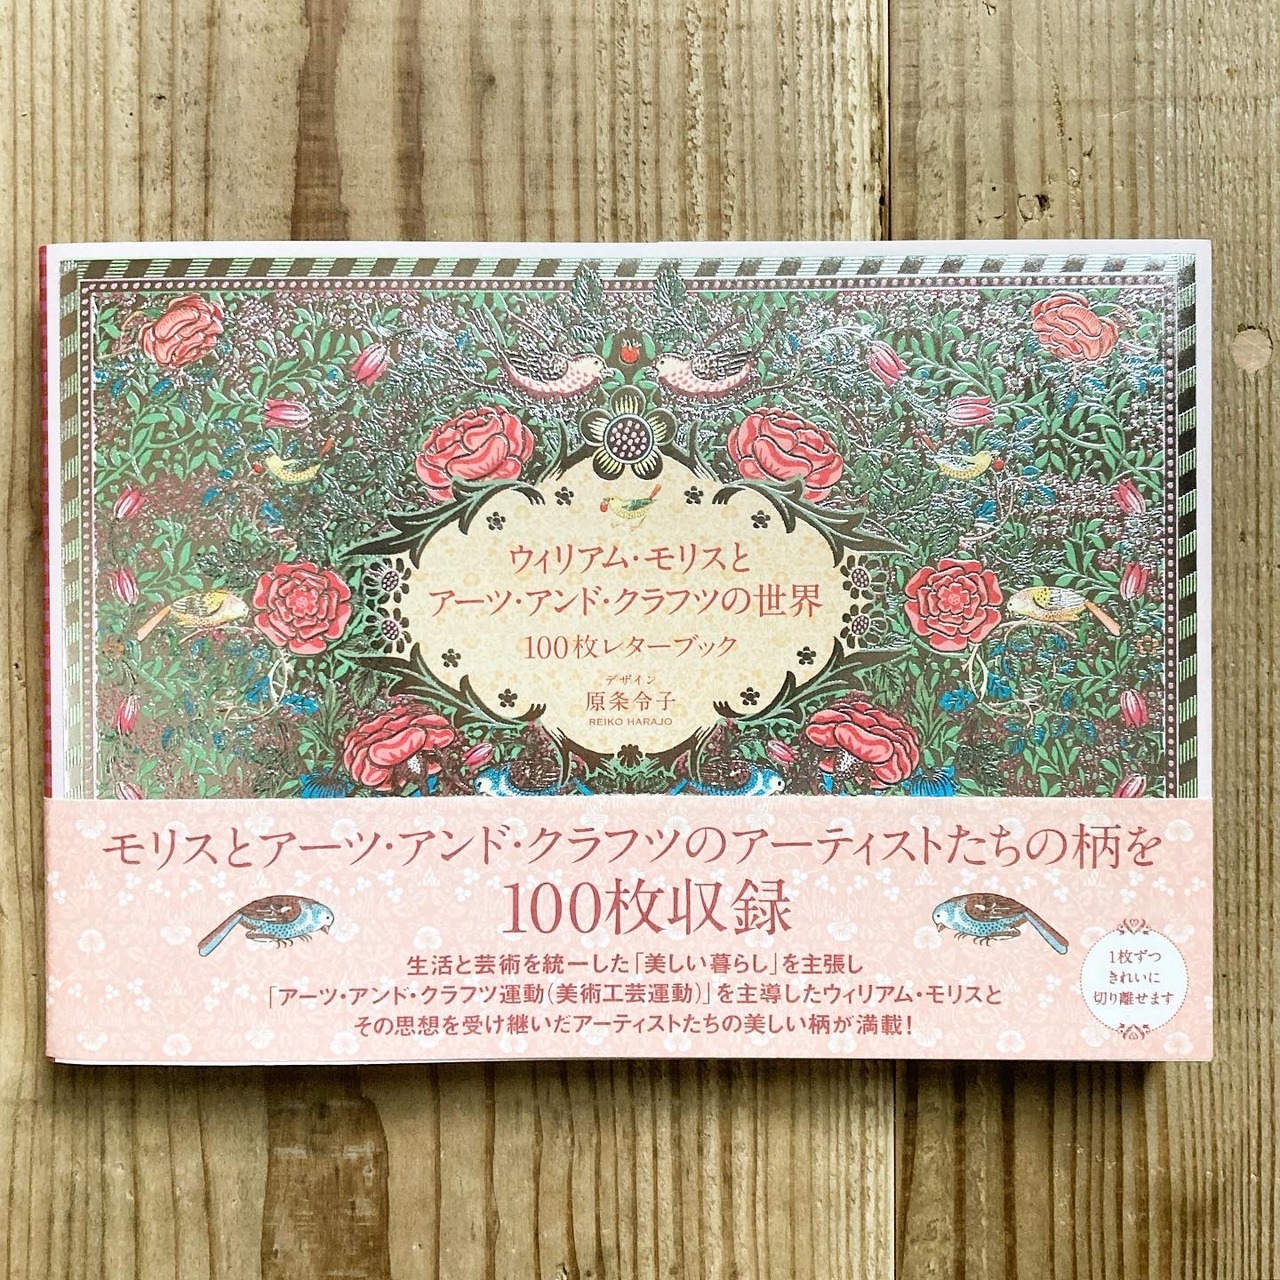 ウィリアム・モリスと
アーツ・アンド・クラフツの世界
100枚レターブック
デザイン
原条令子
REIKO HARAJO
モリスとアーツ・アンド・クラフツのアーティストたちの柄を
100枚収録
生活と芸術を統一した「美しい暮らし」を主張し
「アーツ・アンド・クラフツ運動(美術工芸運動)」を主導したウィリアム・モリスと
その思想を受け継いだアーティストたちの美しい柄が満載!
1枚ずつ
きれいに
切り離せます